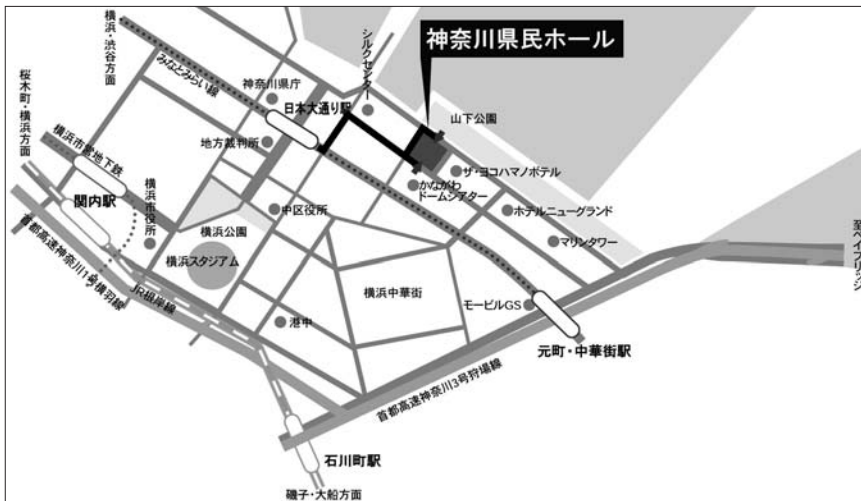 横浜・渋谷方面
みなとみらい線
桜木町・横浜方面
横浜市営地下鉄
関内駅
首都高速神奈川1号横羽線
JR根岸線
横浜市役所
神奈川県庁
地方裁判所
日本大通り駅
シルクセンター
神奈川県民ホール
山下公園
ザ・ヨコハマノボテル
かながわ
ドームシアター
ホテルニューグランド
マリンタワー
中区役所
横浜公園
横浜スタジアム
横浜中華街
港中
モービルGS
元町・中華街駅
至ベイブリッジ
首都高速神奈川3号狩場線
石川町駅
磯子・大船方面